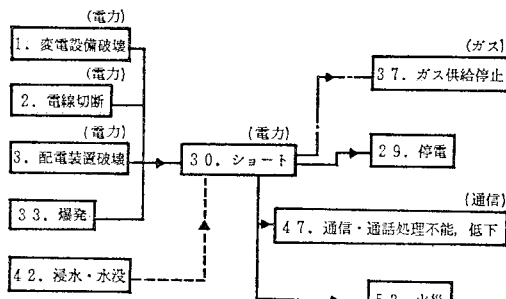 (電力)
1. 変電設備破壊
(電力)
2. 電線切断
(電力)
3. 配電装置破壊
33. 爆発
42. 浸水・水没
(電力)
30. ショート
(ガス)
37. ガス供給停止
29. 停電
(通信)
47. 通信・通話処理不能, 低下